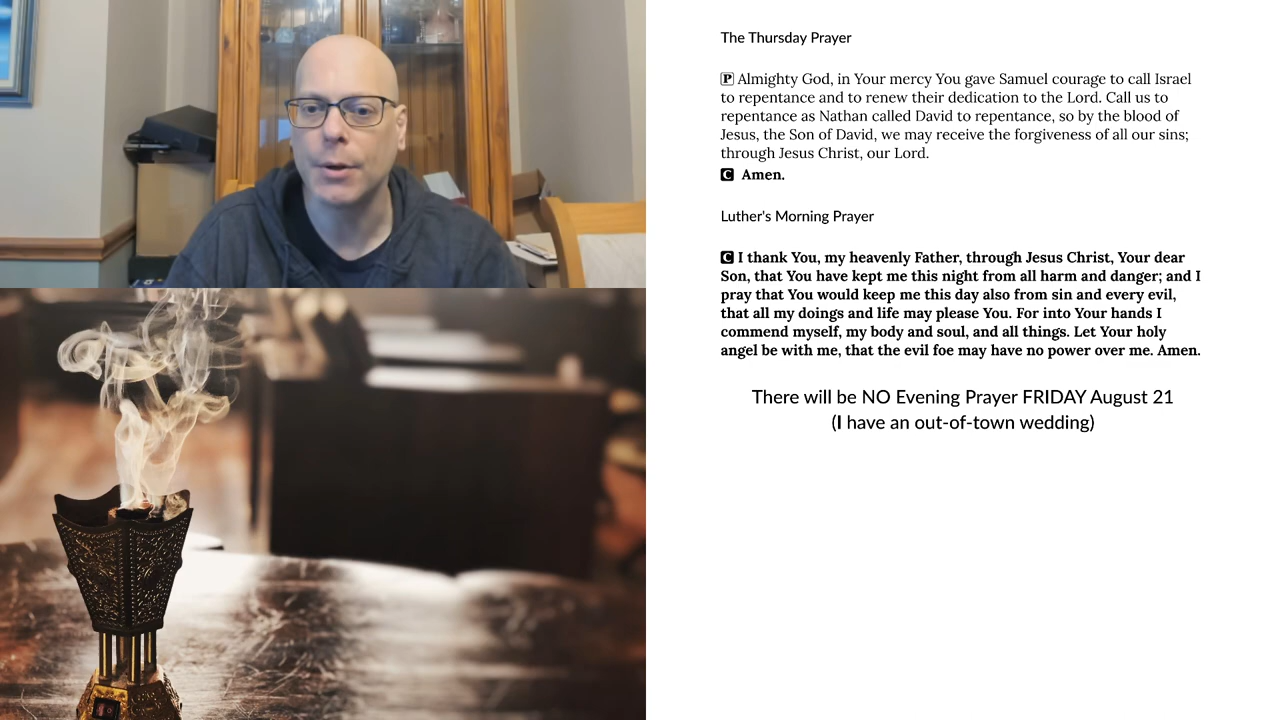 The Thursday Prayer
P Almighty God, in Your mercy You gave Samuel courage to call Israel
to repentance and to renew their dedication to the Lord. Call us to
repentance as Nathan called David to repentance, so by the blood of
Jesus, the Son of David, we may receive the forgiveness of all our sins;
through Jesus Christ, our Lord.
C Amen.
Luther's Morning Prayer
C I thank You, my heavenly Father, through Jesus Christ, Your dear
Son, that You have kept me this night from all harm and danger; and I
pray that You would keep me this day also from sin and every evil,
that all my doings and life may please You. For into Your hands I
commend myself, my body and soul, and all things. Let Your holy
angel be with me, that the evil foe may have no power over me. Amen.
There will be NO Evening Prayer FRIDAY August 21
(I have an out-of-town wedding)